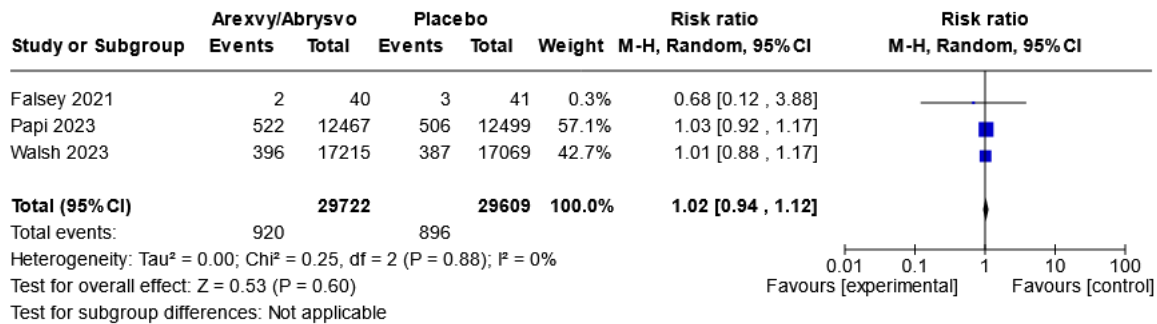 Arexvy/Abrysvo Placebo Risk ratio Risk ratio
Study or Subgroup Events Total Events Total Weight M-H, Random, 95%CI M-H, Random, 95%CI
Falsey 2021 2 40 3 41 0.3% 0.68 [0.12 , 3.88]
Papi 2023 522 12467 506 12499 57.1% 1.03 [0.92 , 1.17]
Walsh 2023 396 17215 387 17069 42.7% 1.01 [0.88 , 1.17]
Total (95%CI) 29722 29609 100.0% 1.02 [0.94 , 1.12]
Total events: 920 896
Heterogeneity: Tau² = 0.00; Chi² = 0.25, df = 2 (P = 0.88); I² = 0%
0.01 0.1 1 10 100
Test for overall effect: Z = 0.53 (P = 0.60)
Favours [experimental] Favours [control]
Test for subgroup differences: Not applicable